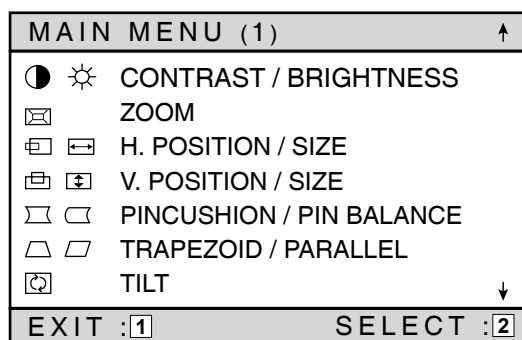 MAIN MENU (1)
CONTRAST / BRIGHTNESS
ZOOM
H. POSITION / SIZE
V. POSITION / SIZE
PINCUSHION / PIN BALANCE
TRAPEZOID / PARALLEL
TILT
EXIT :1 SELECT :2